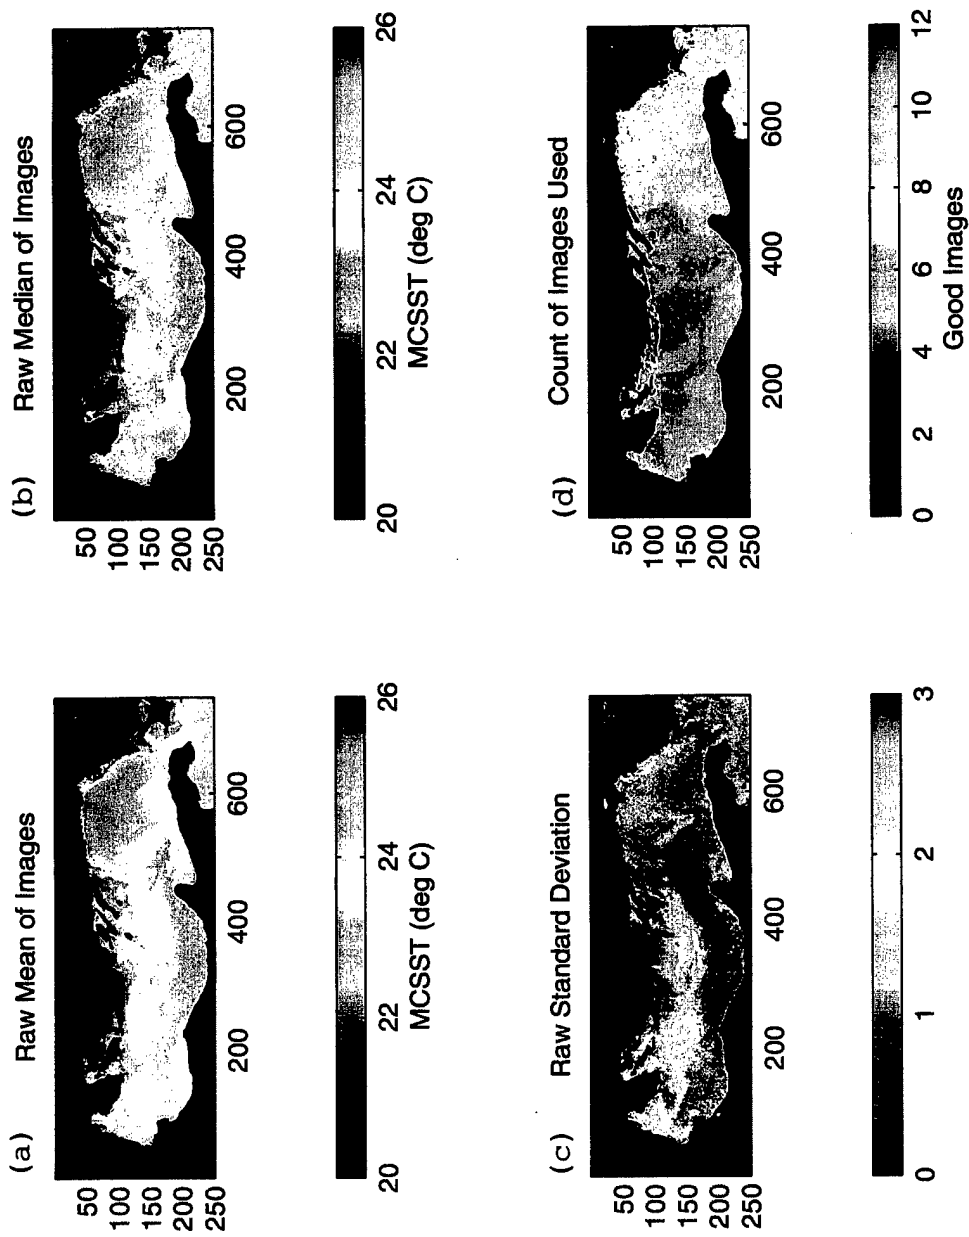 (a) Raw Mean of Images
50
100
150
200
250
200 400 600
20 22 24 26
MCSST (deg C)
(b) Raw Median of Images
50
100
150
200
250
200 400 600
20 22 24 26
MCSST (deg C)
(c) Raw Standard Deviation
50
100
150
200
250
200 400 600
0 1 2 3
(d) Count of Images Used
50
100
150
200
250
200 400 600
0 2 4 6 8 10 12
Good Images